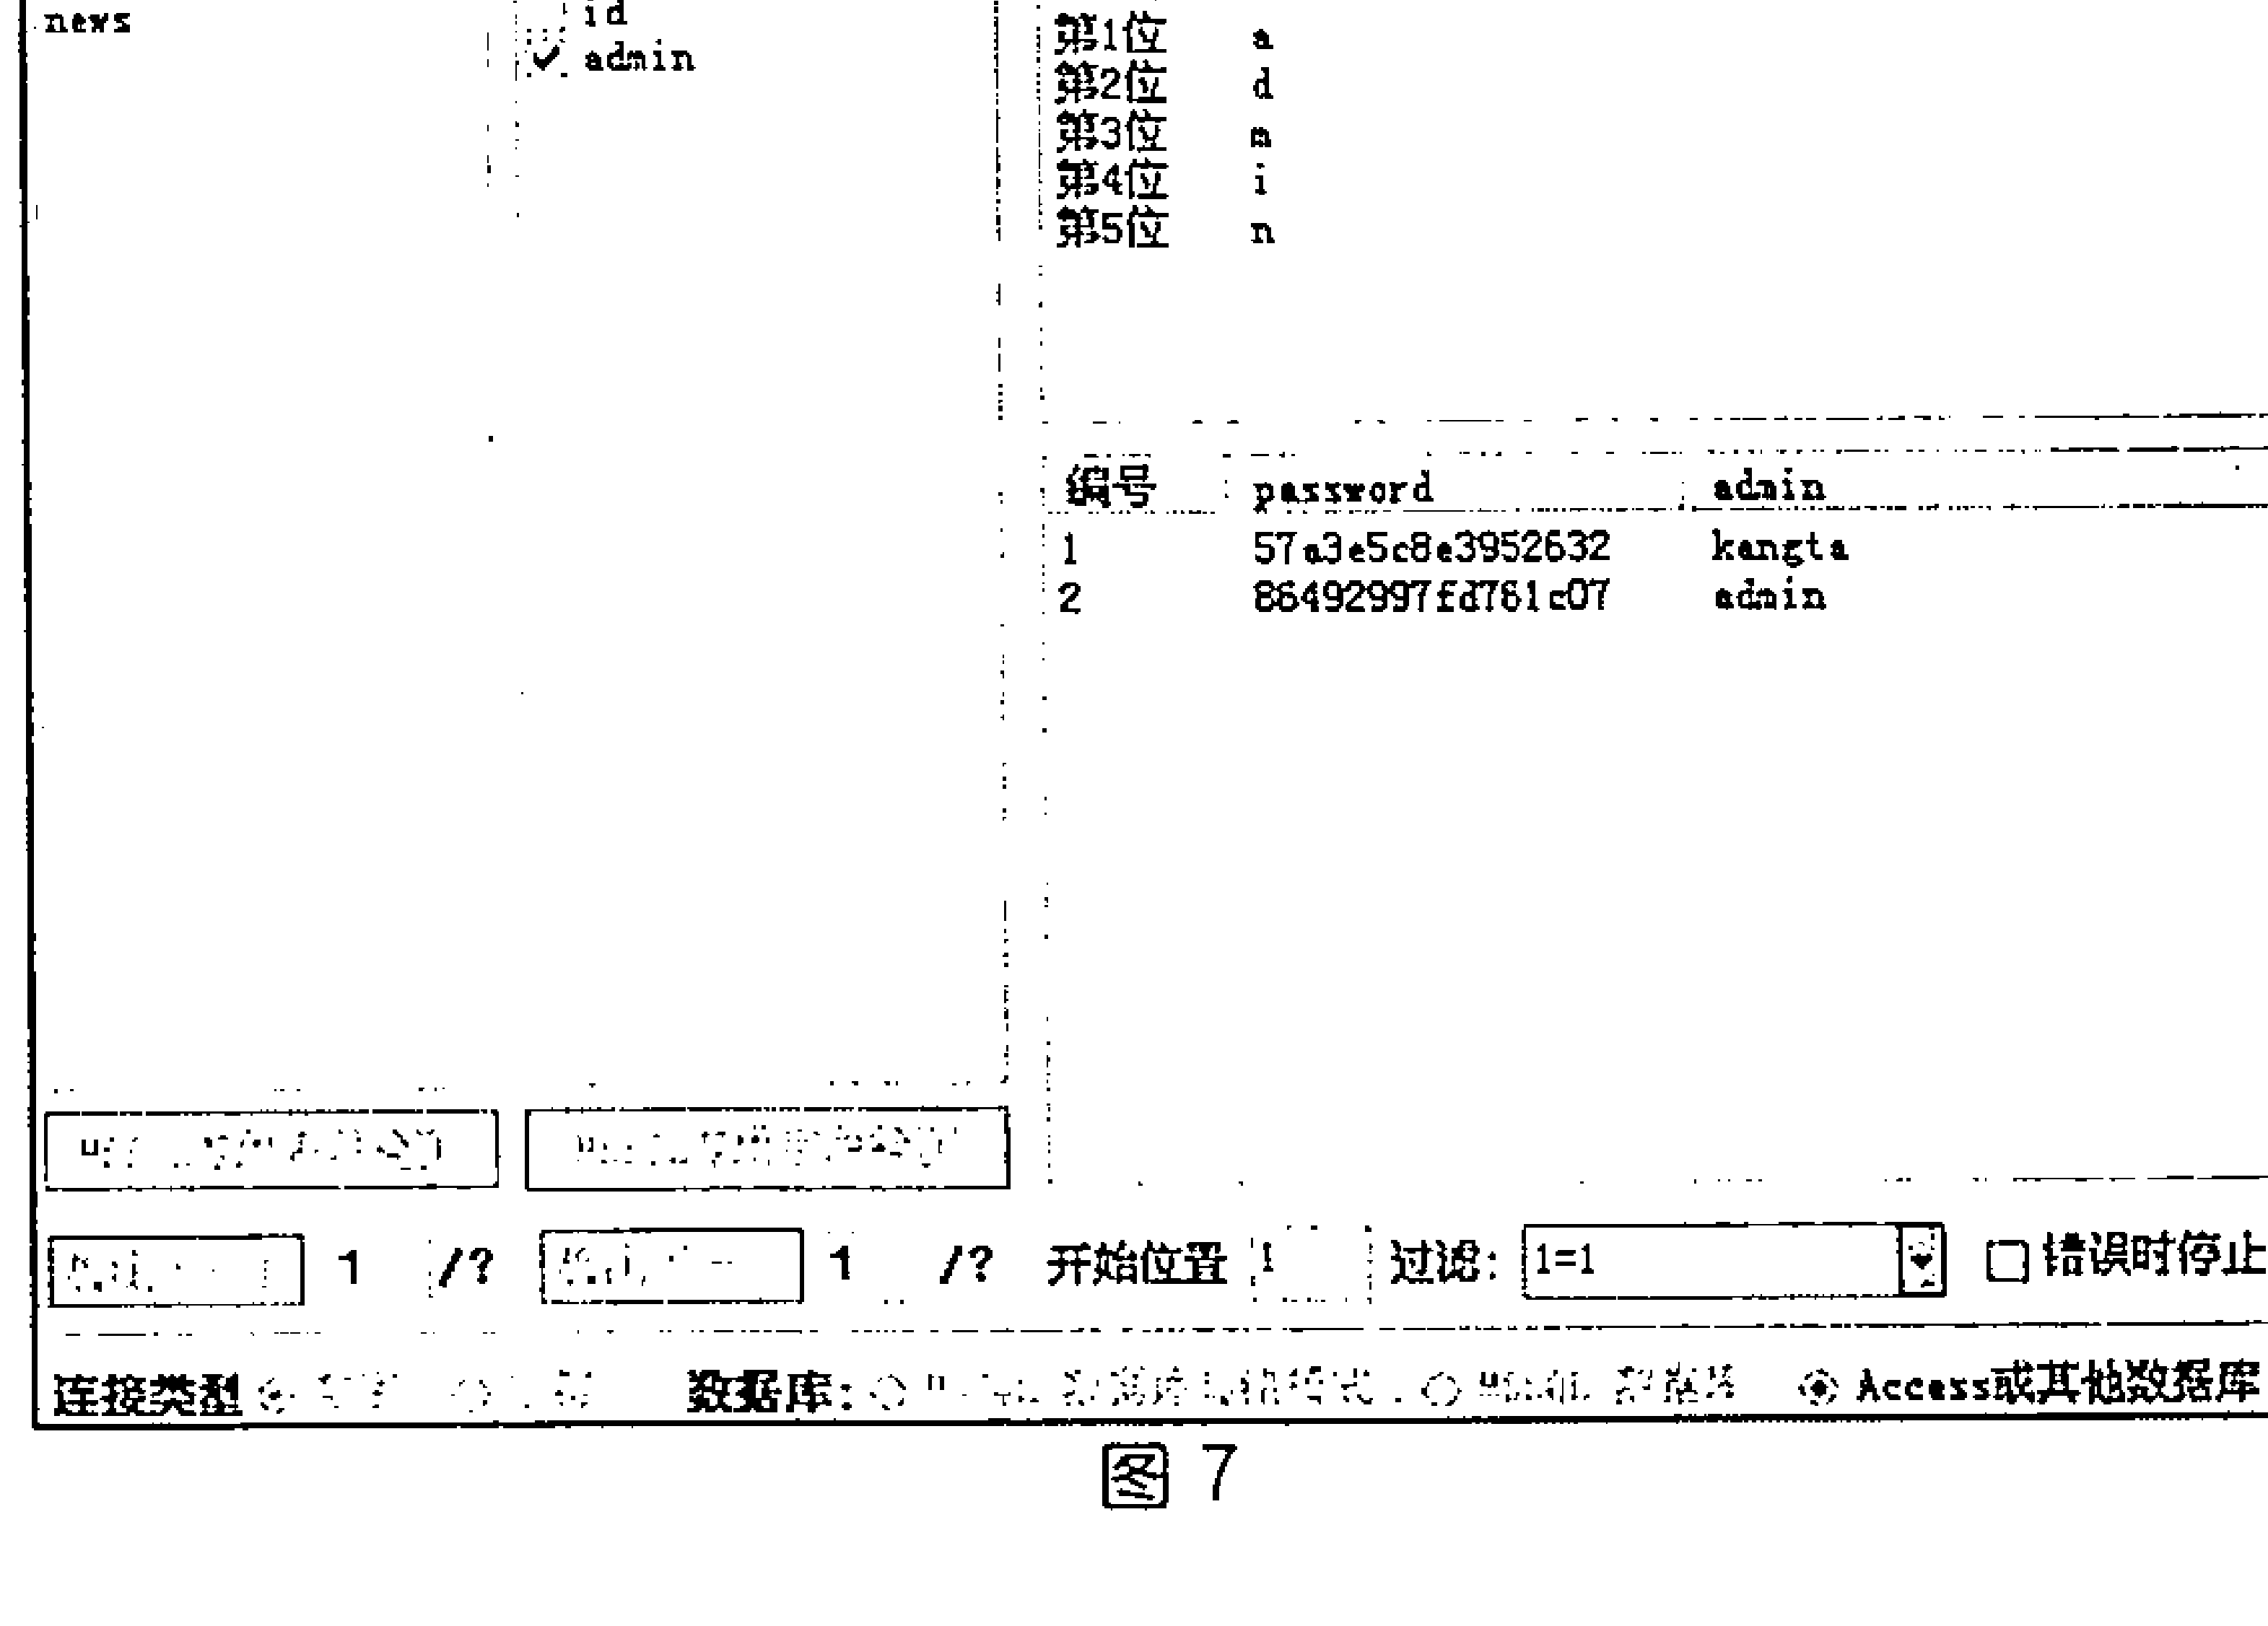 news
id
admin
第1位 a
第2位 d
第3位 m
第4位 i
第5位 n
编号 password admin
1 57a3e5c8e3952632 kangta
2 86492997fd761c07 admin
1 /? 1 /? 开始位置 1 过滤: 1=1 错误时停止
连接类型 数据库: Access或其他数据库
图 7